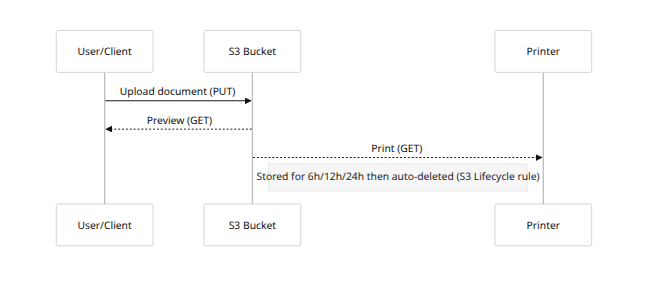 User/Client
S3 Bucket
Printer
Upload document (PUT)
Preview (GET)
Print (GET)
Stored for 6h/12h/24h then auto-deleted (S3 Lifecycle rule)
User/Client
S3 Bucket
Printer